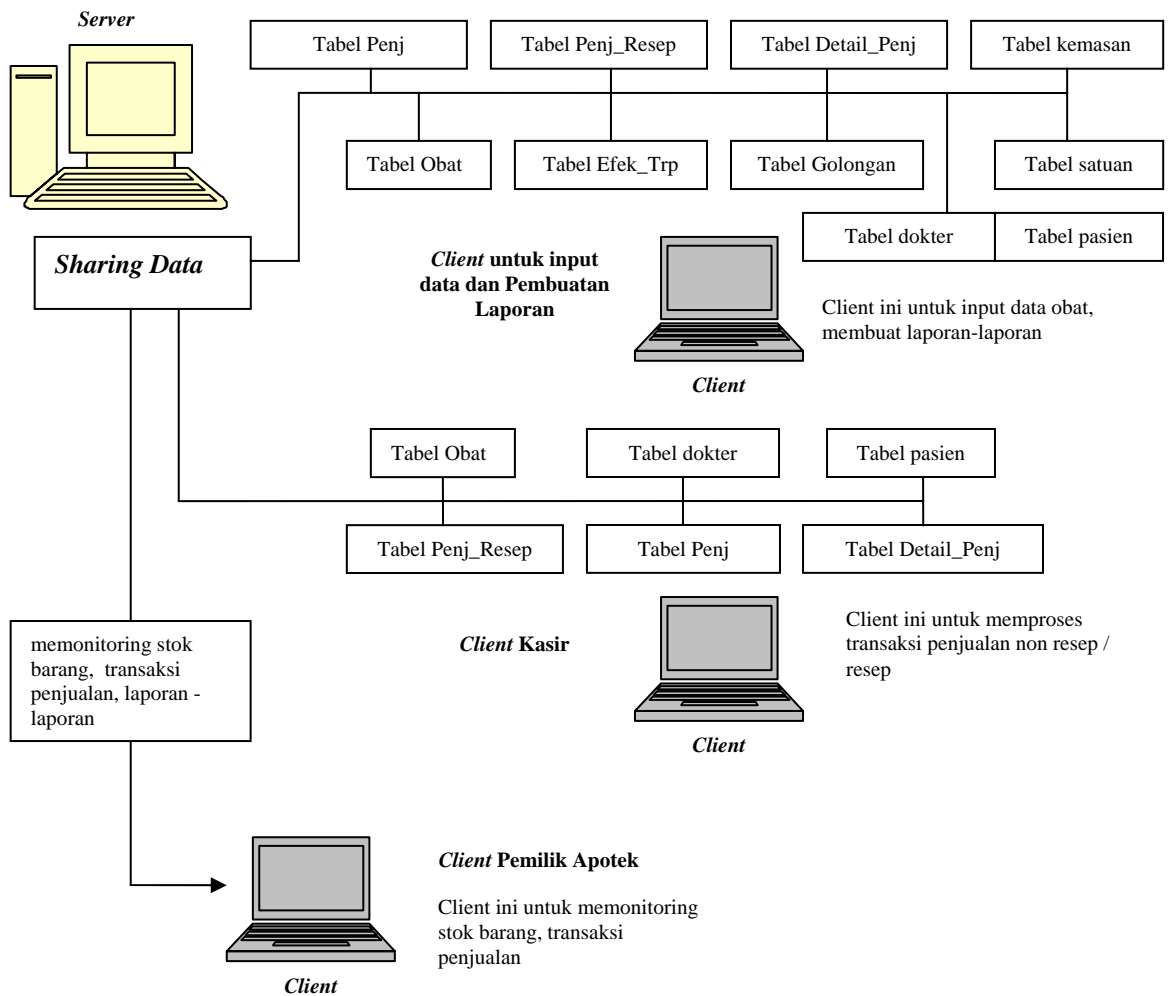 Server
Tabel Penj
Tabel Penj_Resep
Tabel Detail_Penj
Tabel kemasan
Tabel Obat
Tabel Efek_Trp
Tabel Golongan
Tabel satuan
Tabel dokter
Tabel pasien
Sharing Data
Client untuk input
data dan Pembuatan
Laporan
Client ini untuk input data obat,
membuat laporan-laporan
Client
Tabel Obat
Tabel dokter
Tabel pasien
Tabel Penj_Resep
Tabel Penj
Tabel Detail_Penj
Client Kasir
Client ini untuk memproses
transaksi penjualan non resep /
resep
Client
memonitoring stok
barang, transaksi
penjualan, laporan -
laporan
Client Pemilik Apotek
Client ini untuk memonitoring
stok barang, transaksi
penjualan
Client